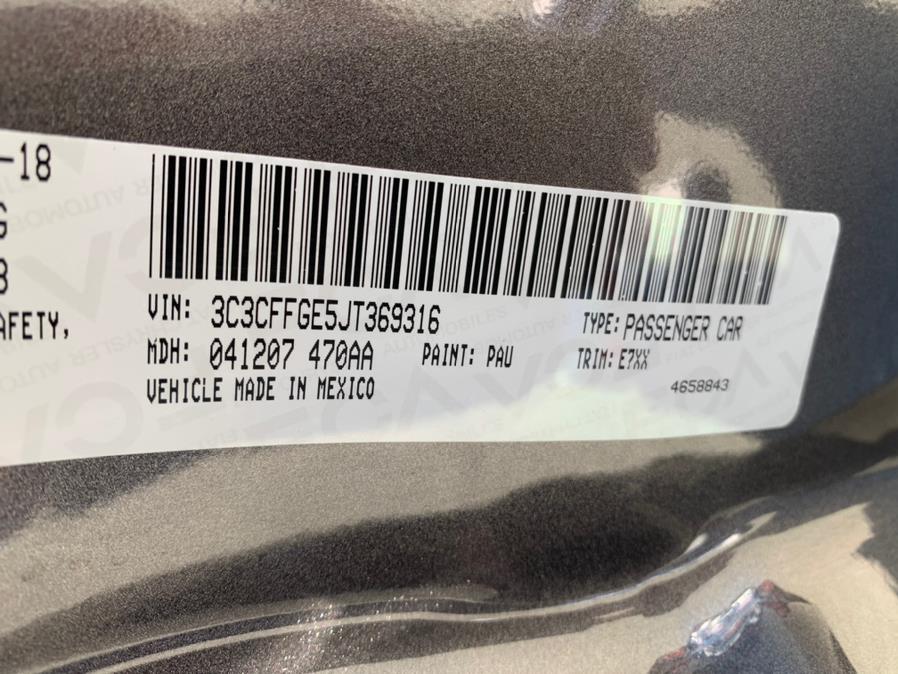 -18
G
8
AFETY,
VIN: 3C3CFFGE5JT369316 TYPE: PASSENGER CAR
MDH: 041207 470AA PAINT: PAU TRIM: E7XX
VEHICLE MADE IN MEXICO 4658843